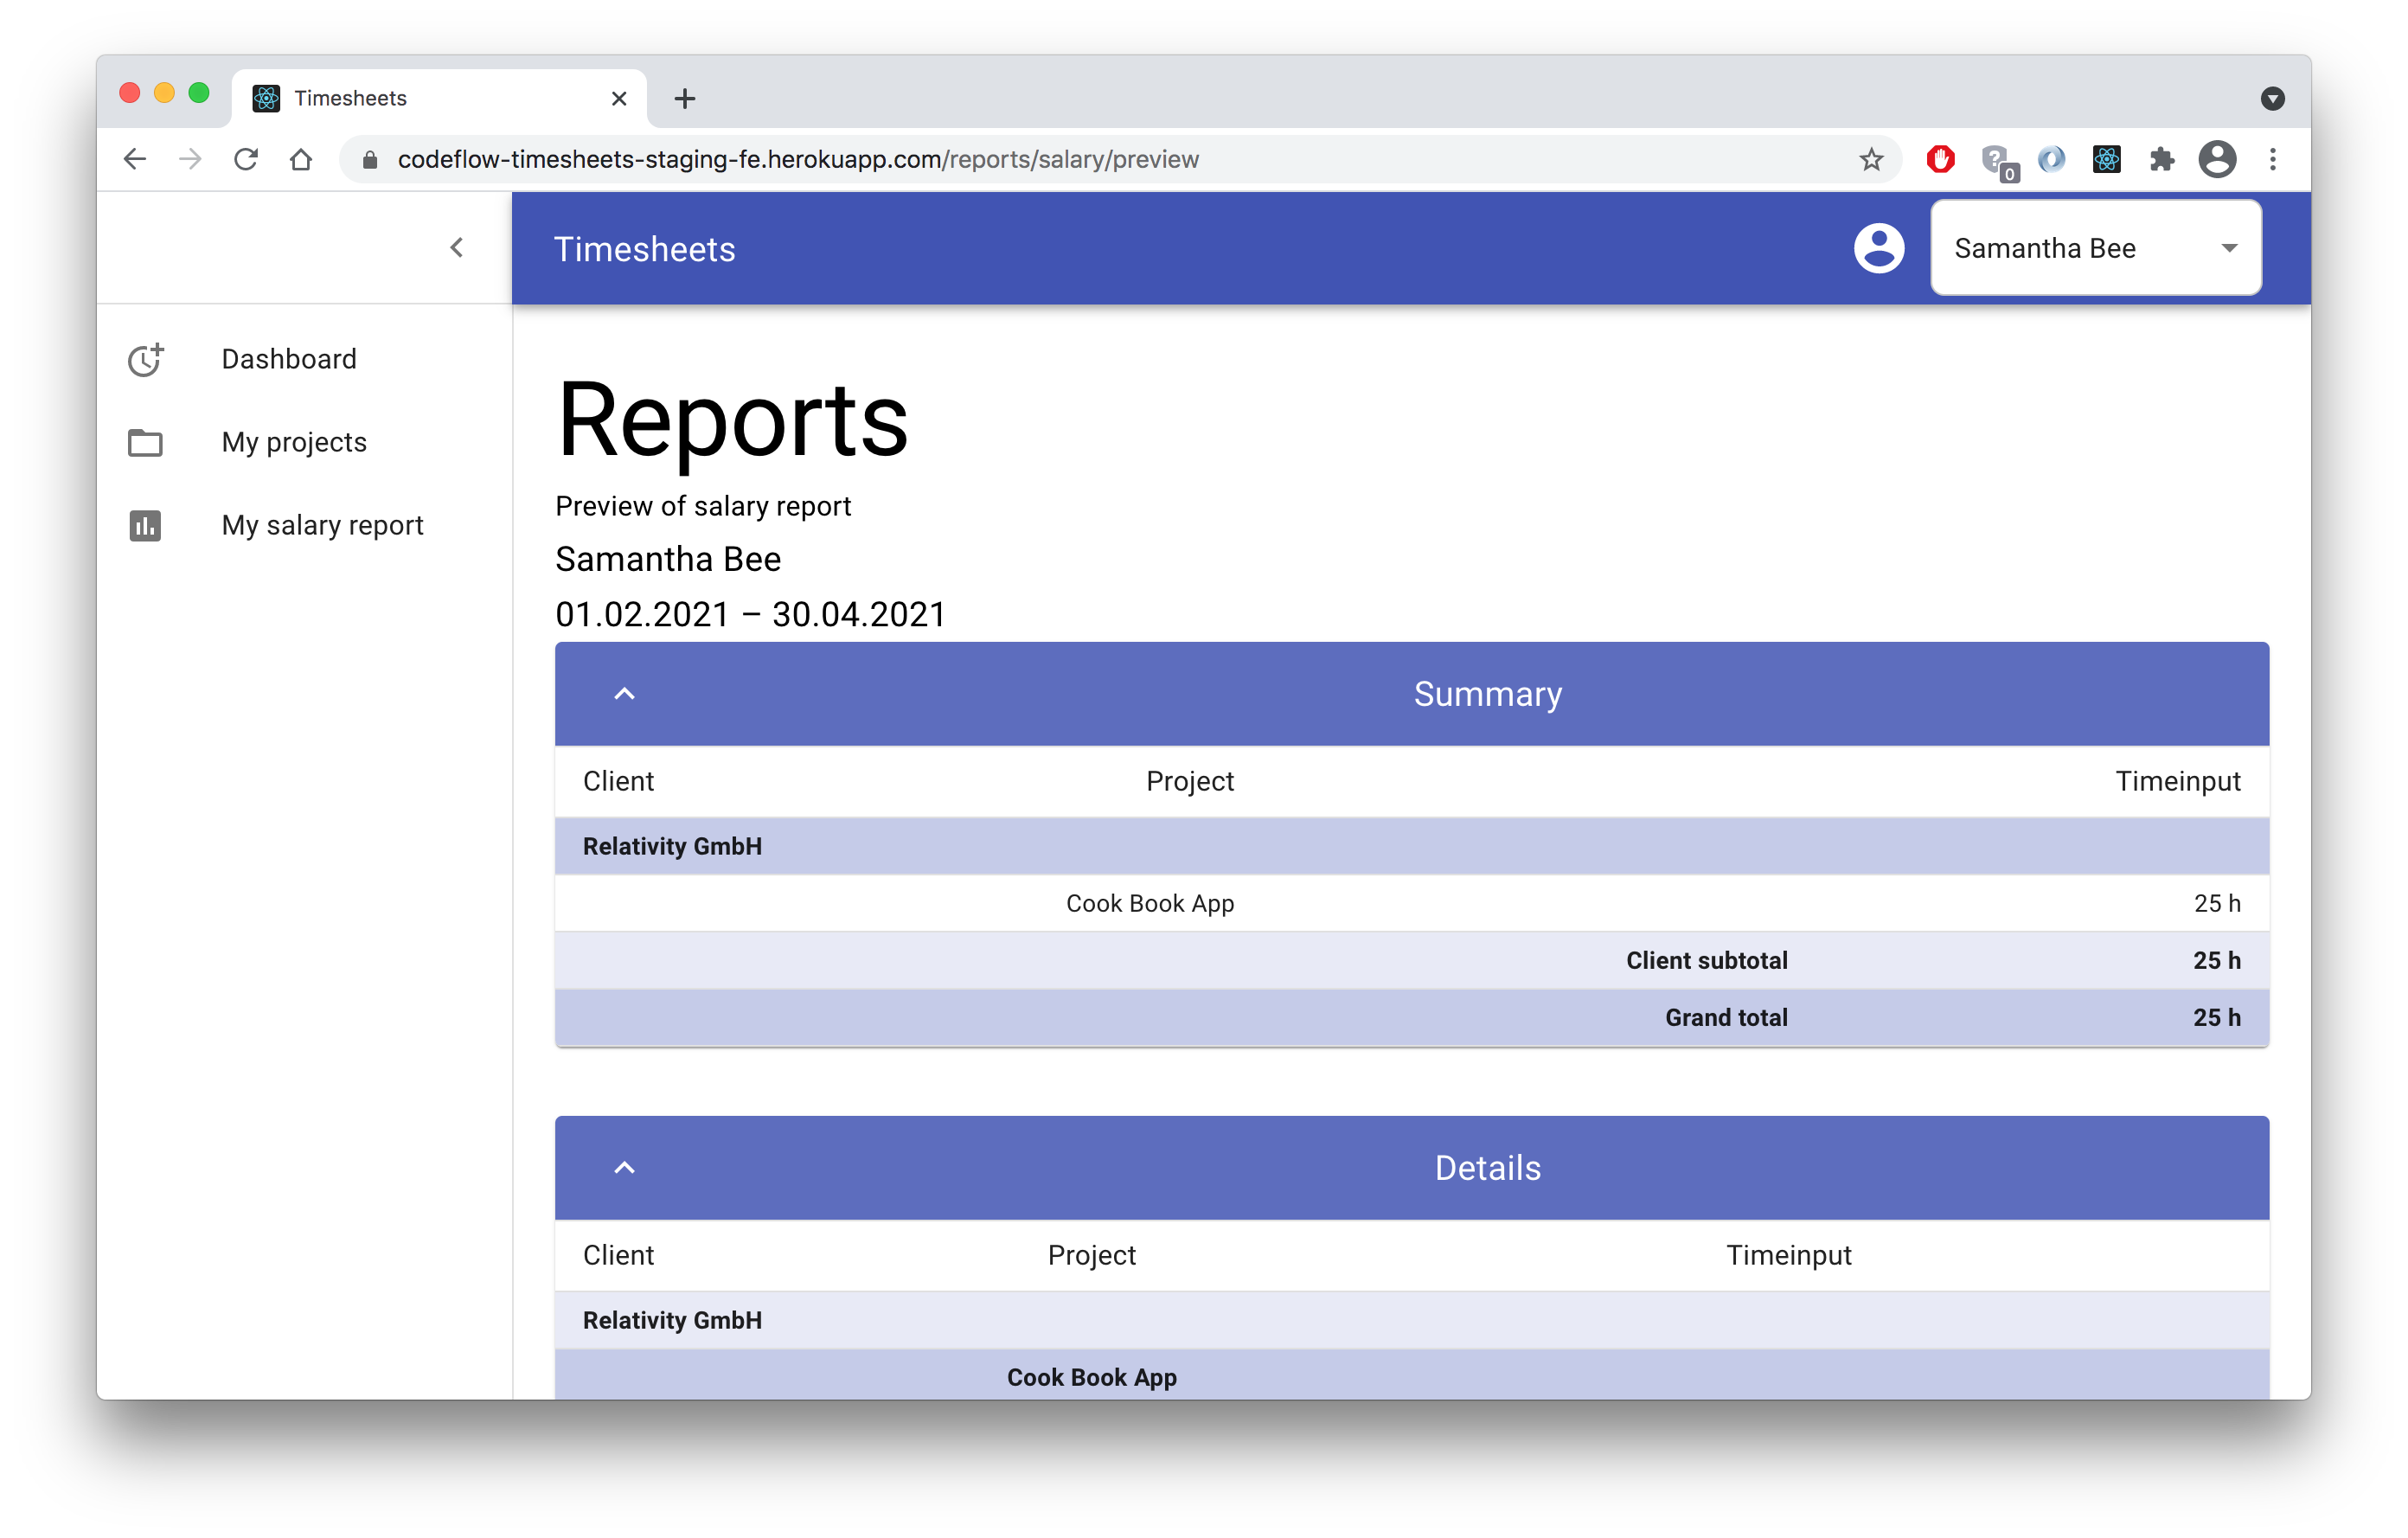 Timesheets
codeflow-timesheets-staging-fe.herokuapp.com/reports/salary/preview
0
Timesheets
Samantha Bee
Dashboard
My projects
My salary report
Reports
Preview of salary report
Samantha Bee
01.02.2021 – 30.04.2021
Summary
Client Project Timeinput
Relativity GmbH
Cook Book App 25 h
Client subtotal 25 h
Grand total 25 h
Details
Client Project Timeinput
Relativity GmbH
Cook Book App